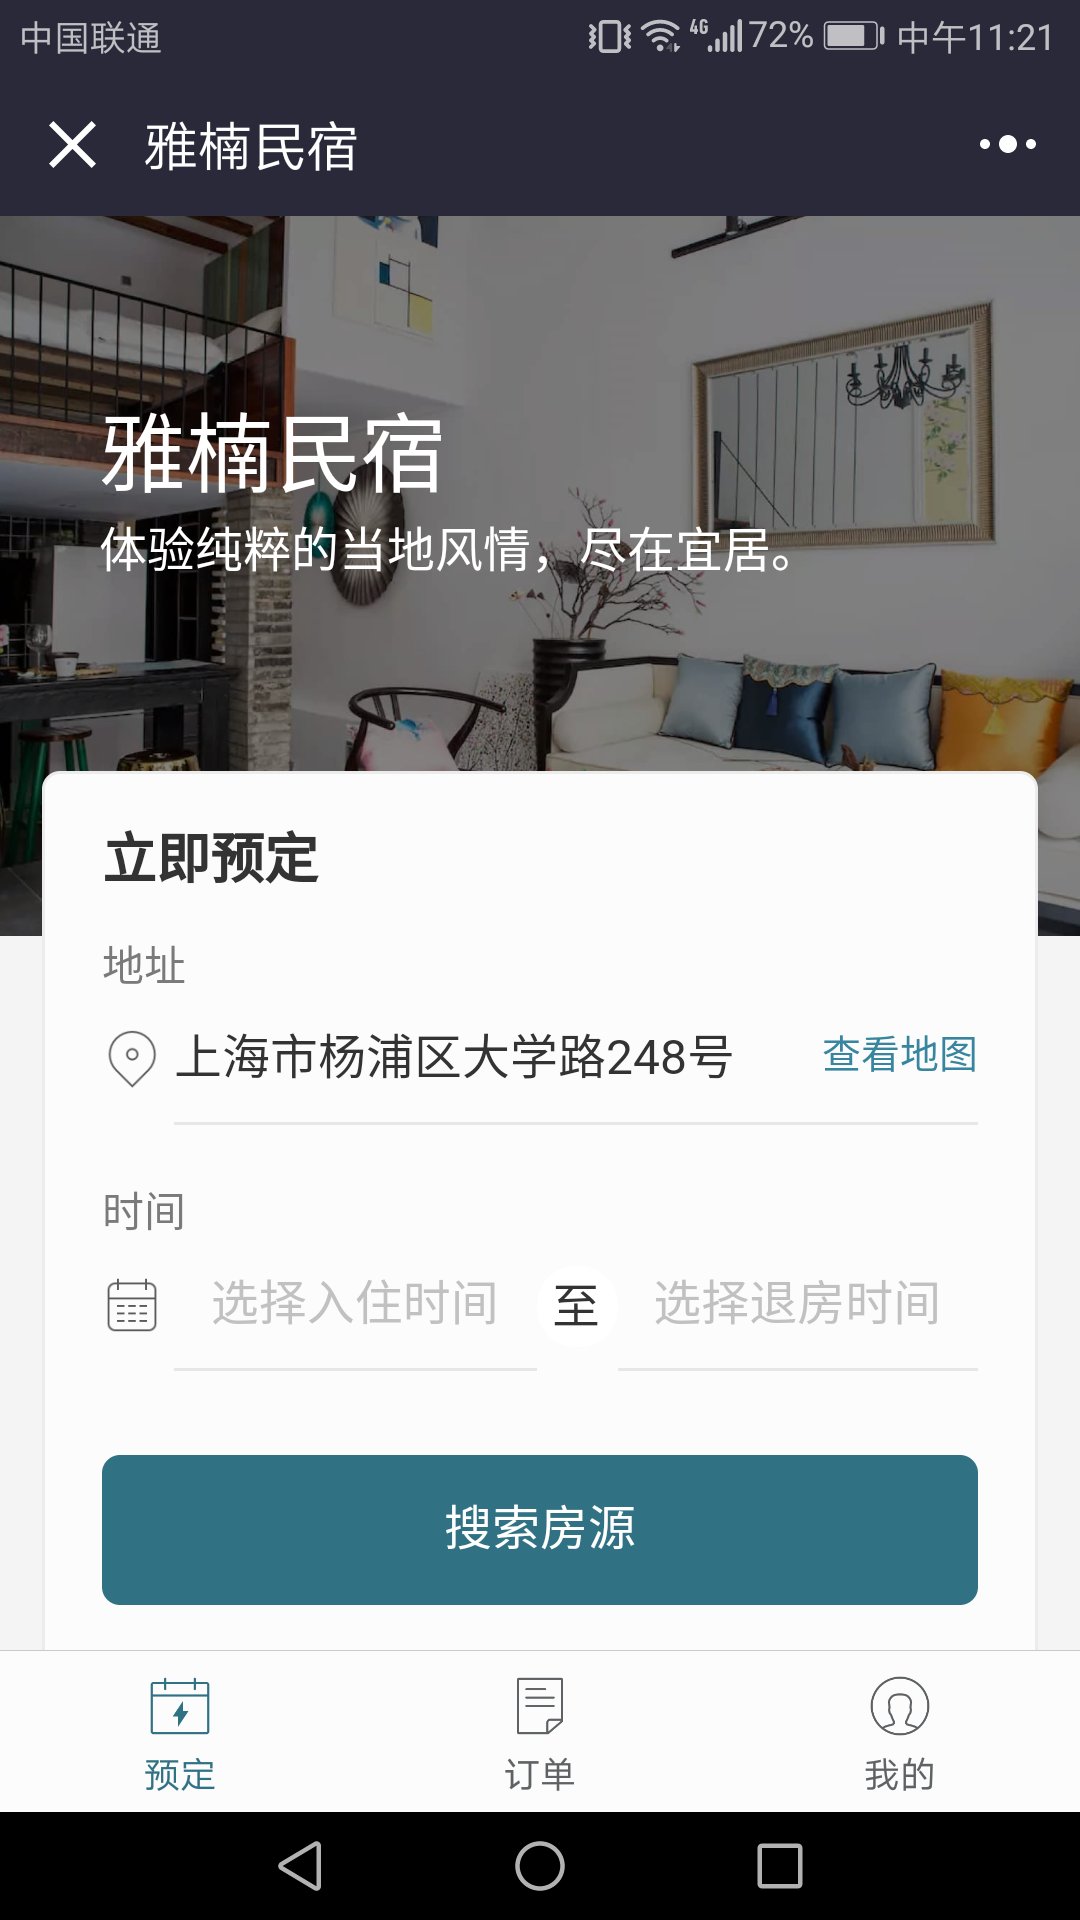 中国联通
4G 72% 中午11:21
雅楠民宿
雅楠民宿
体验纯粹的当地风情，尽在宜居。
立即预定
地址
上海市杨浦区大学路248号 查看地图
时间
选择入住时间 至 选择退房时间
搜索房源
预定 订单 我的